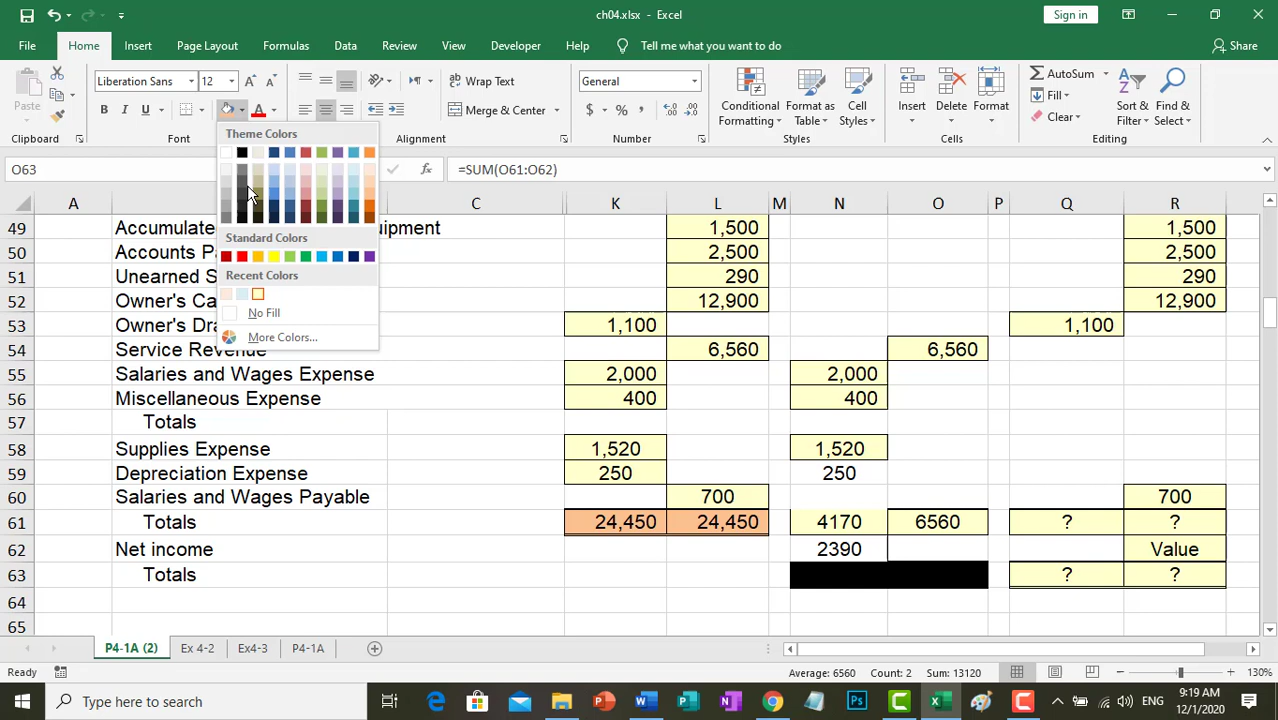 ch04.xlsx - Excel
Sign in
File Home Insert Page Layout Formulas Data Review View Developer Help Tell me what you want to do Share
Paste
Liberation Sans 12
B I U
Wrap Text
Merge & Center
General
$ % ,
Conditional Formatting
Format as Table
Cell Styles
Insert Delete Format
AutoSum
Fill
Clear
Sort & Filter
Find & Select
Clipboard Font Alignment Number Styles Cells Editing
O63 fx =SUM(O61:O62)
Theme Colors
Standard Colors
Recent Colors
No Fill
More Colors...
A C K L M N O P Q R
49 Accumulate quipment 1,500 1,500
50 Accounts Pa 2,500 2,500
51 Unearned S 290 290
52 Owner's Ca 12,900 12,900
53 Owner's Dra 1,100 1,100
54 Service Revenue 6,560 6,560
55 Salaries and Wages Expense 2,000 2,000
56 Miscellaneous Expense 400 400
57 Totals
58 Supplies Expense 1,520 1,520
59 Depreciation Expense 250 250
60 Salaries and Wages Payable 700 700
61 Totals 24,450 24,450 4170 6560 ? ?
62 Net income 2390 Value
63 Totals ? ?
64
65
P4-1A (2) Ex 4-2 Ex4-3 P4-1A
Ready Average: 6560 Count: 2 Sum: 13120 130%
Type here to search
ENG
9:19 AM
12/1/2020